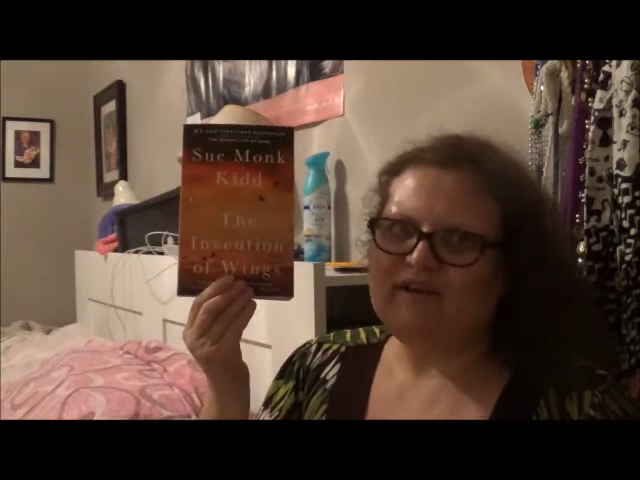 Sue Monk
Kidd
The
Invention
of Wings